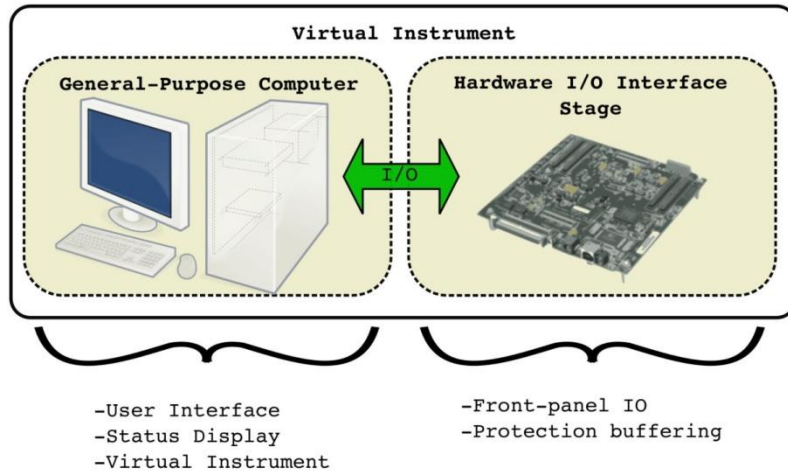 Virtual Instrument
General-Purpose Computer
Hardware I/O Interface
Stage
I/O
-User Interface
-Status Display
-Virtual Instrument
-Front-panel IO
-Protection buffering